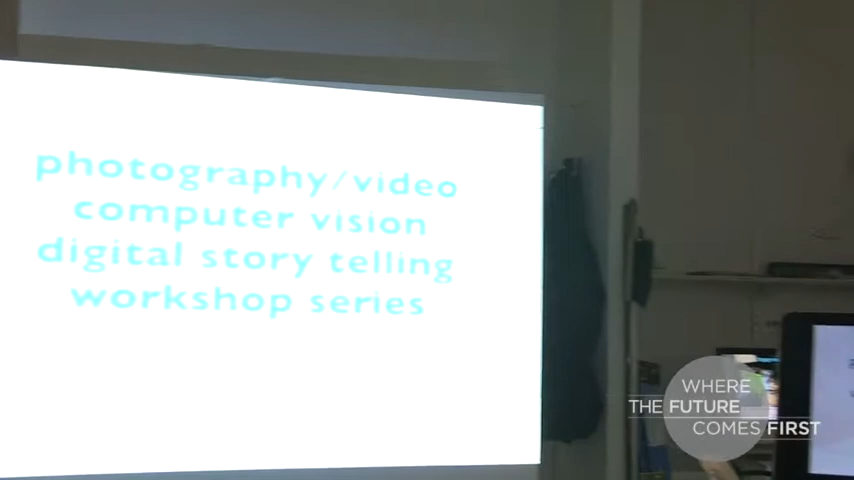 photography/video
computer vision
digital story telling
workshop series
WHERE
THE FUTURE
COMES FIRST